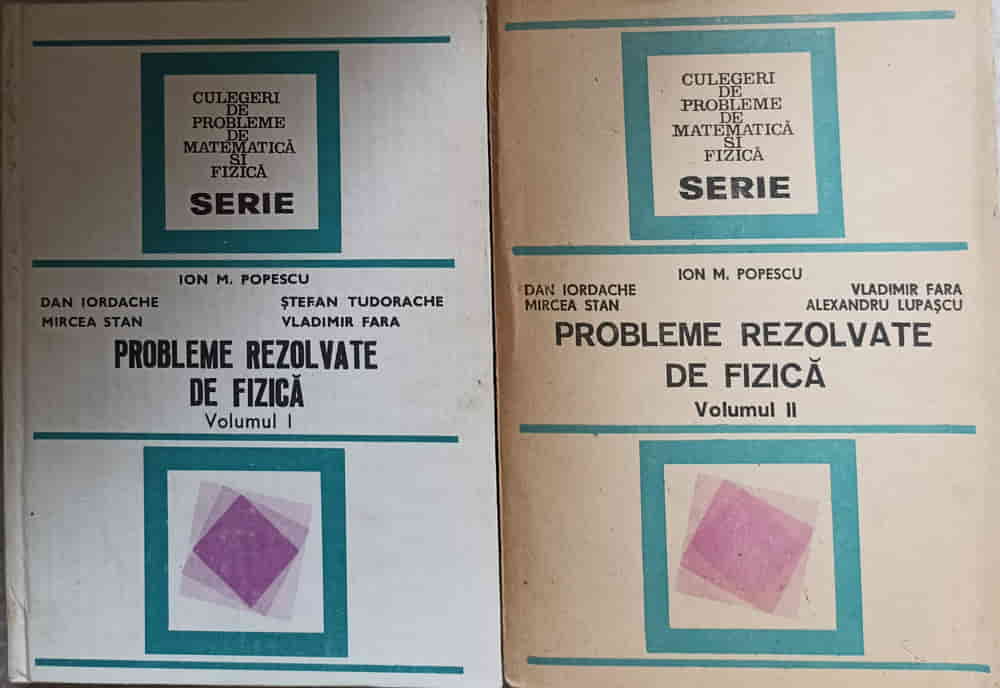 CULEGERI
DE
PROBLEME
DE
MATEMATICĂ
SI
FIZICĂ
SERIE
ION M. POPESCU
DAN IORDACHE ŞTEFAN TUDORACHE
MIRCEA STAN VLADIMIR FARA
PROBLEME REZOLVATE
DE FIZICĂ
Volumul I
CULEGERI
DE
PROBLEME
DE
MATEMATICĂ
SI
FIZICĂ
SERIE
ION M. POPESCU
DAN IORDACHE VLADIMIR FARA
MIRCEA STAN ALEXANDRU LUPAŞCU
PROBLEME REZOLVATE
DE FIZICĂ
Volumul II